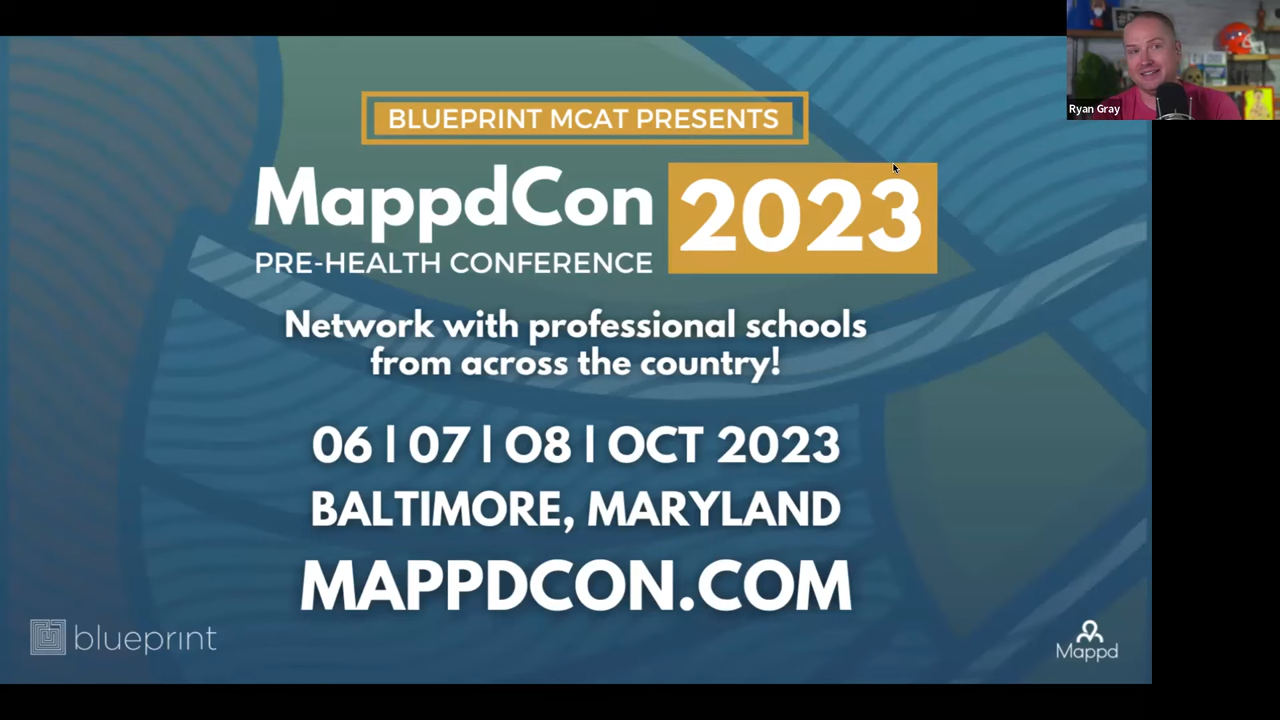 BLUEPRINT MCAT PRESENTS
MappdCon 2023
PRE-HEALTH CONFERENCE
Network with professional schools
from across the country!
06 | 07 | 08 | OCT 2023
BALTIMORE, MARYLAND
MAPPDCON.COM
blueprint
Mappd
Ryan Gray